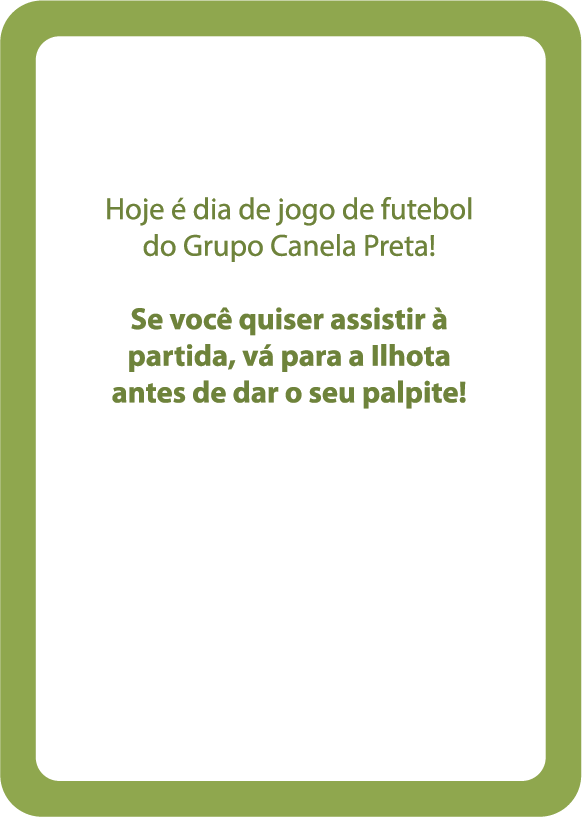 Hoje é dia de jogo de futebol
do Grupo Canela Preta!
Se você quiser assistir à
partida, vá para a Ilhota
antes de dar o seu palpite!